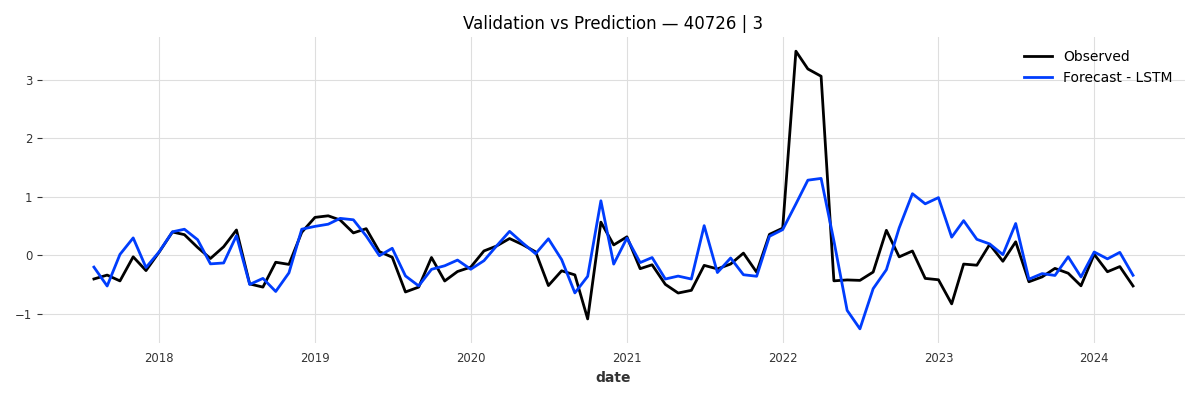 Validation vs Prediction — 40726 | 3
Observed
Forecast - LSTM
3
2
1
0
−1
2018 2019 2020 2021 2022 2023 2024
date